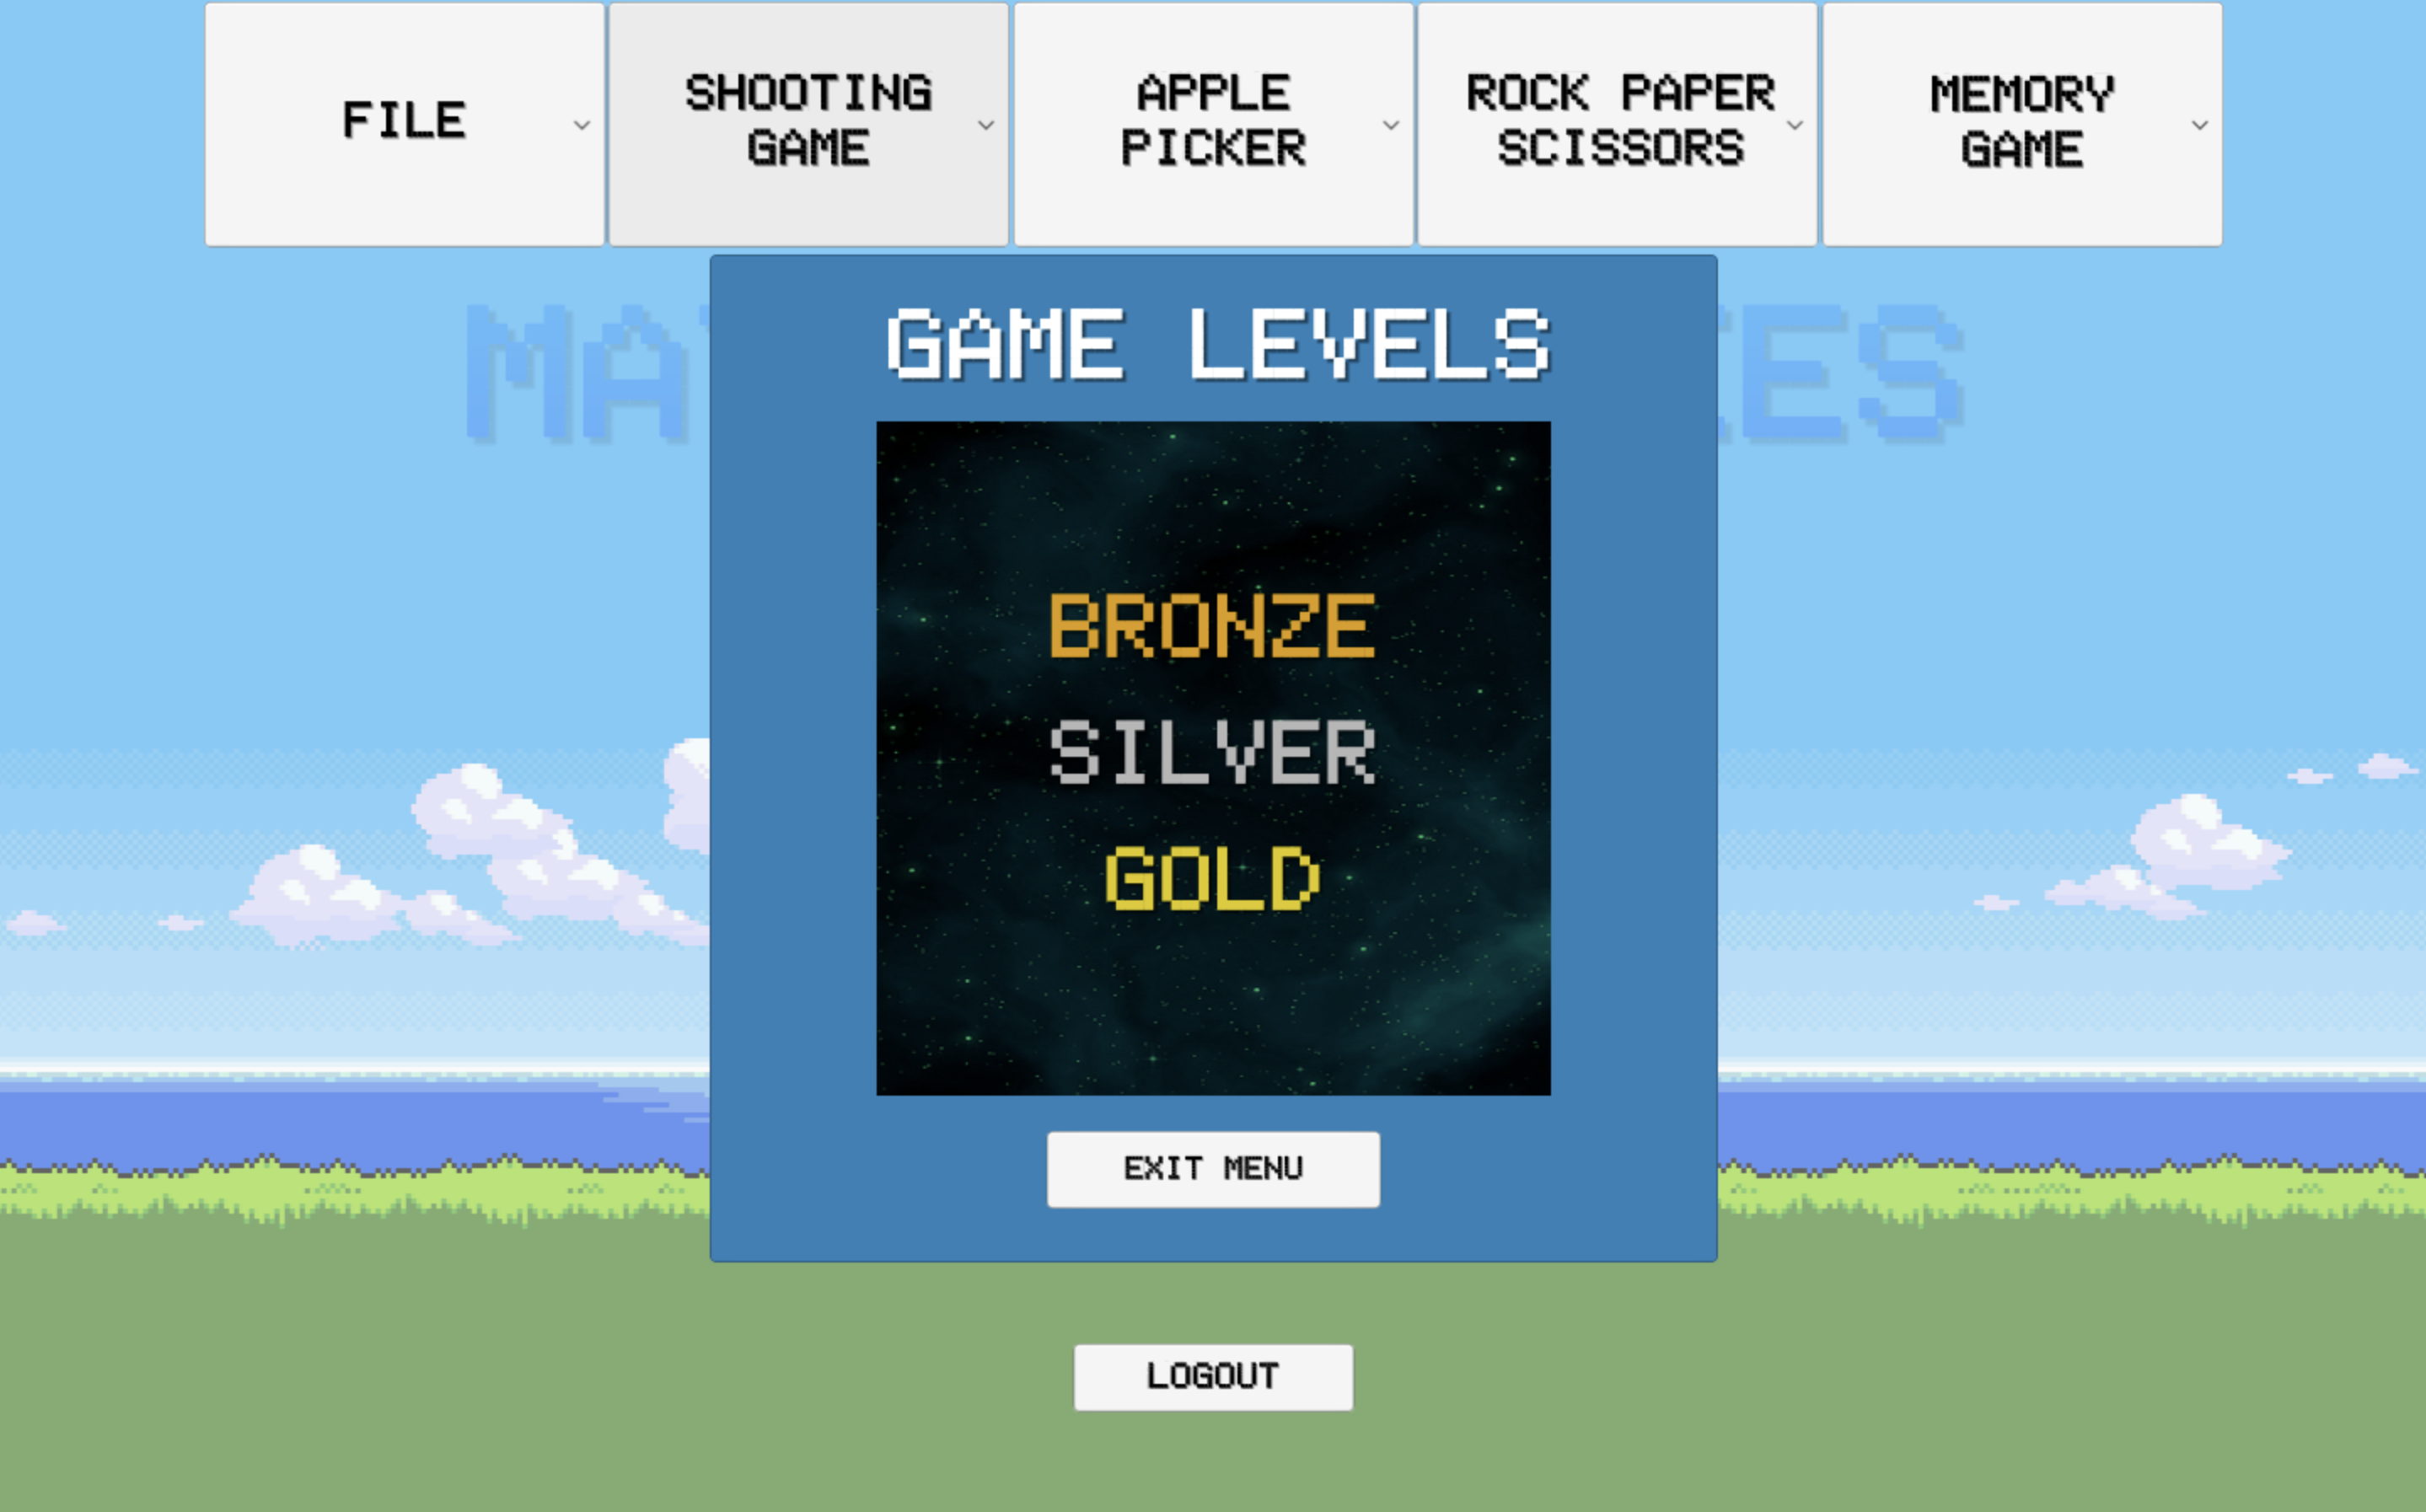 FILE
SHOOTING
GAME
APPLE
PICKER
ROCK PAPER
SCISSORS
MEMORY
GAME
GAME LEVELS
BRONZE
SILVER
GOLD
EXIT MENU
LOGOUT